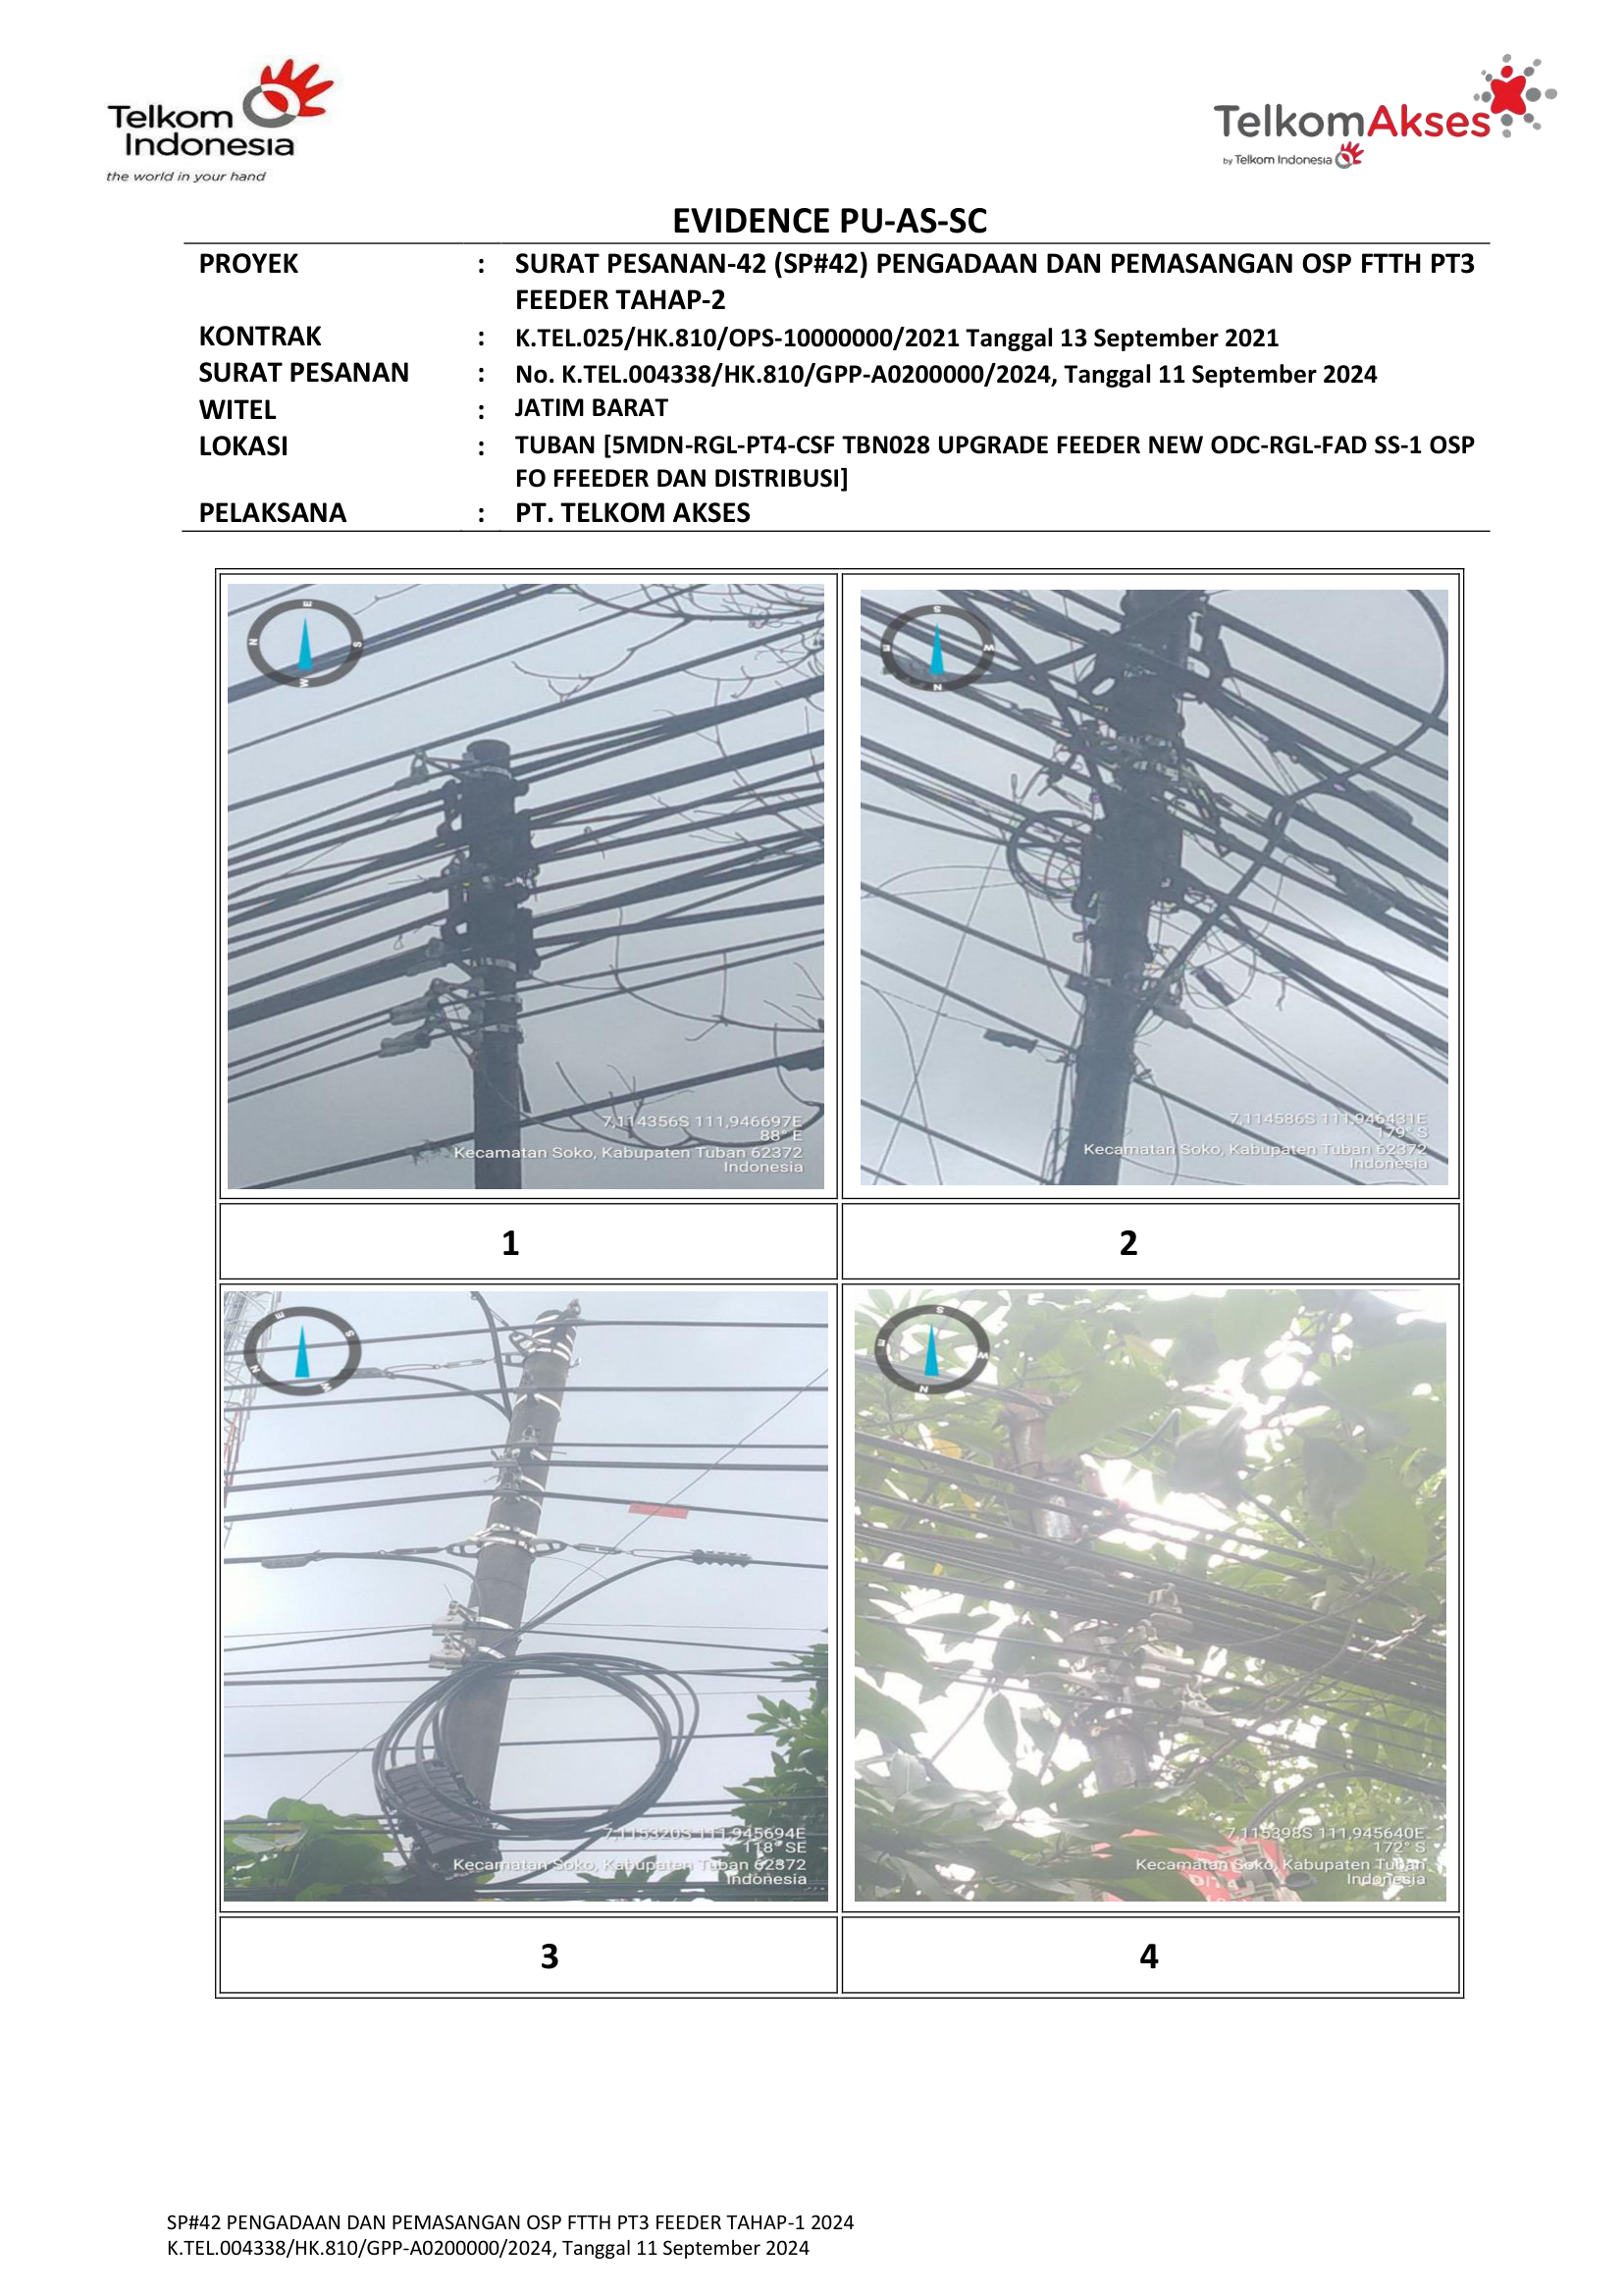 Telkom
Indonesia
the world in your hand
TelkomAkses
by Telkom Indonesia
EVIDENCE PU-AS-SC
PROYEK : SURAT PESANAN-42 (SP#42) PENGADAAN DAN PEMASANGAN OSP FTTH PT3
FEEDER TAHAP-2
KONTRAK : K.TEL.025/HK.810/OPS-10000000/2021 Tanggal 13 September 2021
SURAT PESANAN : No. K.TEL.004338/HK.810/GPP-A0200000/2024, Tanggal 11 September 2024
WITEL : JATIM BARAT
LOKASI : TUBAN [5MDN-RGL-PT4-CSF TBN028 UPGRADE FEEDER NEW ODC-RGL-FAD SS-1 OSP
FO FFEEDER DAN DISTRIBUSI]
PELAKSANA : PT. TELKOM AKSES
E
N
S
W
7,114356S 111,946697E
88° E
Kecamatan Soko, Kabupaten Tuban 62372
Indonesia
S
E
W
N
7,114586S 111,946431E
179° S
Kecamatan Soko, Kabupaten Tuban 62372
Indonesia
1
2
E
S
N
W
7,115320S 111,945694E
118° SE
Kecamatan Soko, Kabupaten Tuban 62372
Indonesia
S
E
W
N
7,115398S 111,945640E
172° S
Kecamatan Soko, Kabupaten Tuban
Indonesia
3
4
SP#42 PENGADAAN DAN PEMASANGAN OSP FTTH PT3 FEEDER TAHAP-1 2024
K.TEL.004338/HK.810/GPP-A0200000/2024, Tanggal 11 September 2024